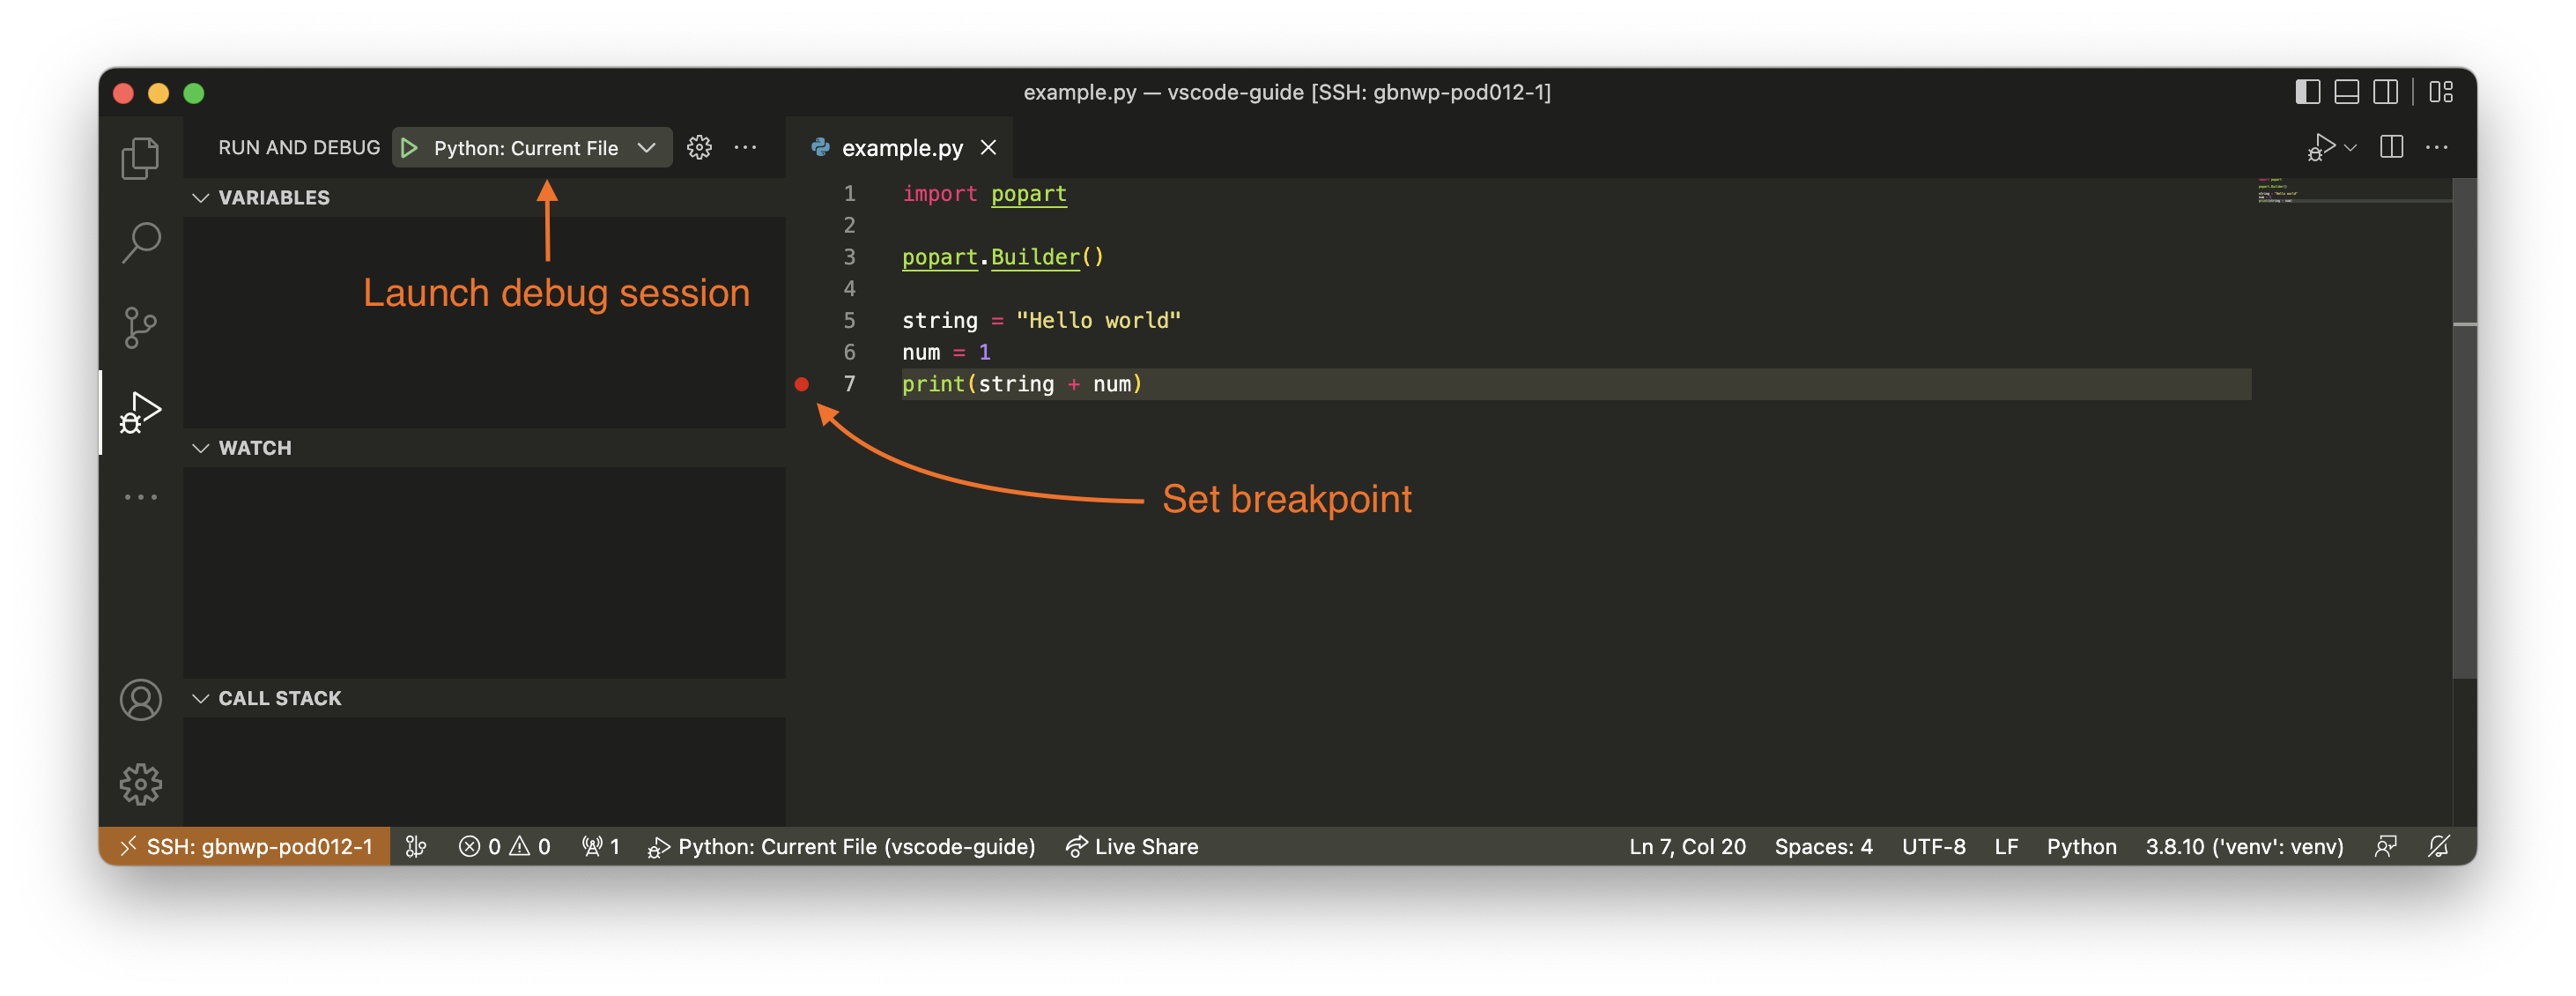 example.py — vscode-guide [SSH: gbnwp-pod012-1]
RUN AND DEBUG
Python: Current File
VARIABLES
Launch debug session
WATCH
CALL STACK
example.py
1 import popart
2
3 popart.Builder()
4
5 string = "Hello world"
6 num = 1
7 print(string + num)
Set breakpoint
SSH: gbnwp-pod012-1
0
0
1
Python: Current File (vscode-guide)
Live Share
Ln 7, Col 20
Spaces: 4
UTF-8
LF
Python
3.8.10 ('venv': venv)